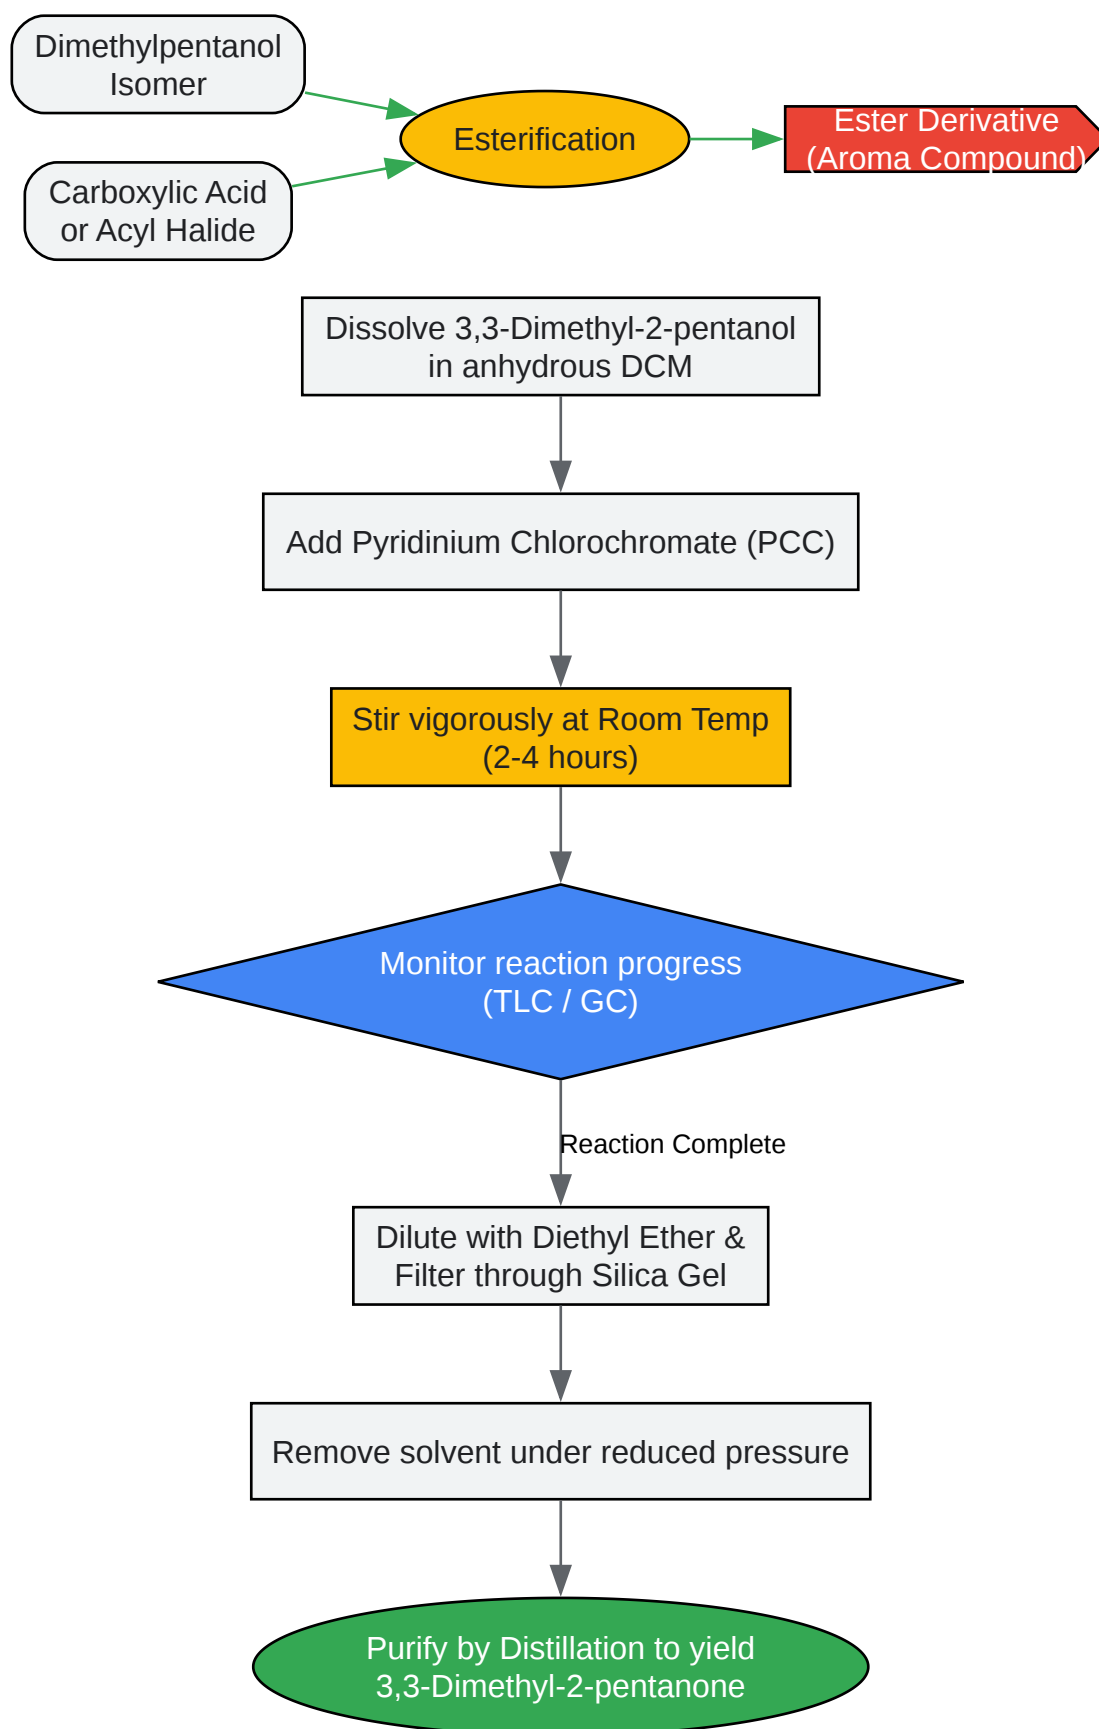 Dimethylpentanol
Isomer
Carboxylic Acid
or Acyl Halide
Esterification
Ester Derivative
(Aroma Compound)
Dissolve 3,3-Dimethyl-2-pentanol
in anhydrous DCM
Add Pyridinium Chlorochromate (PCC)
Stir vigorously at Room Temp
(2-4 hours)
Monitor reaction progress
(TLC / GC)
Reaction Complete
Dilute with Diethyl Ether &
Filter through Silica Gel
Remove solvent under reduced pressure
Purify by Distillation to yield
3,3-Dimethyl-2-pentanone